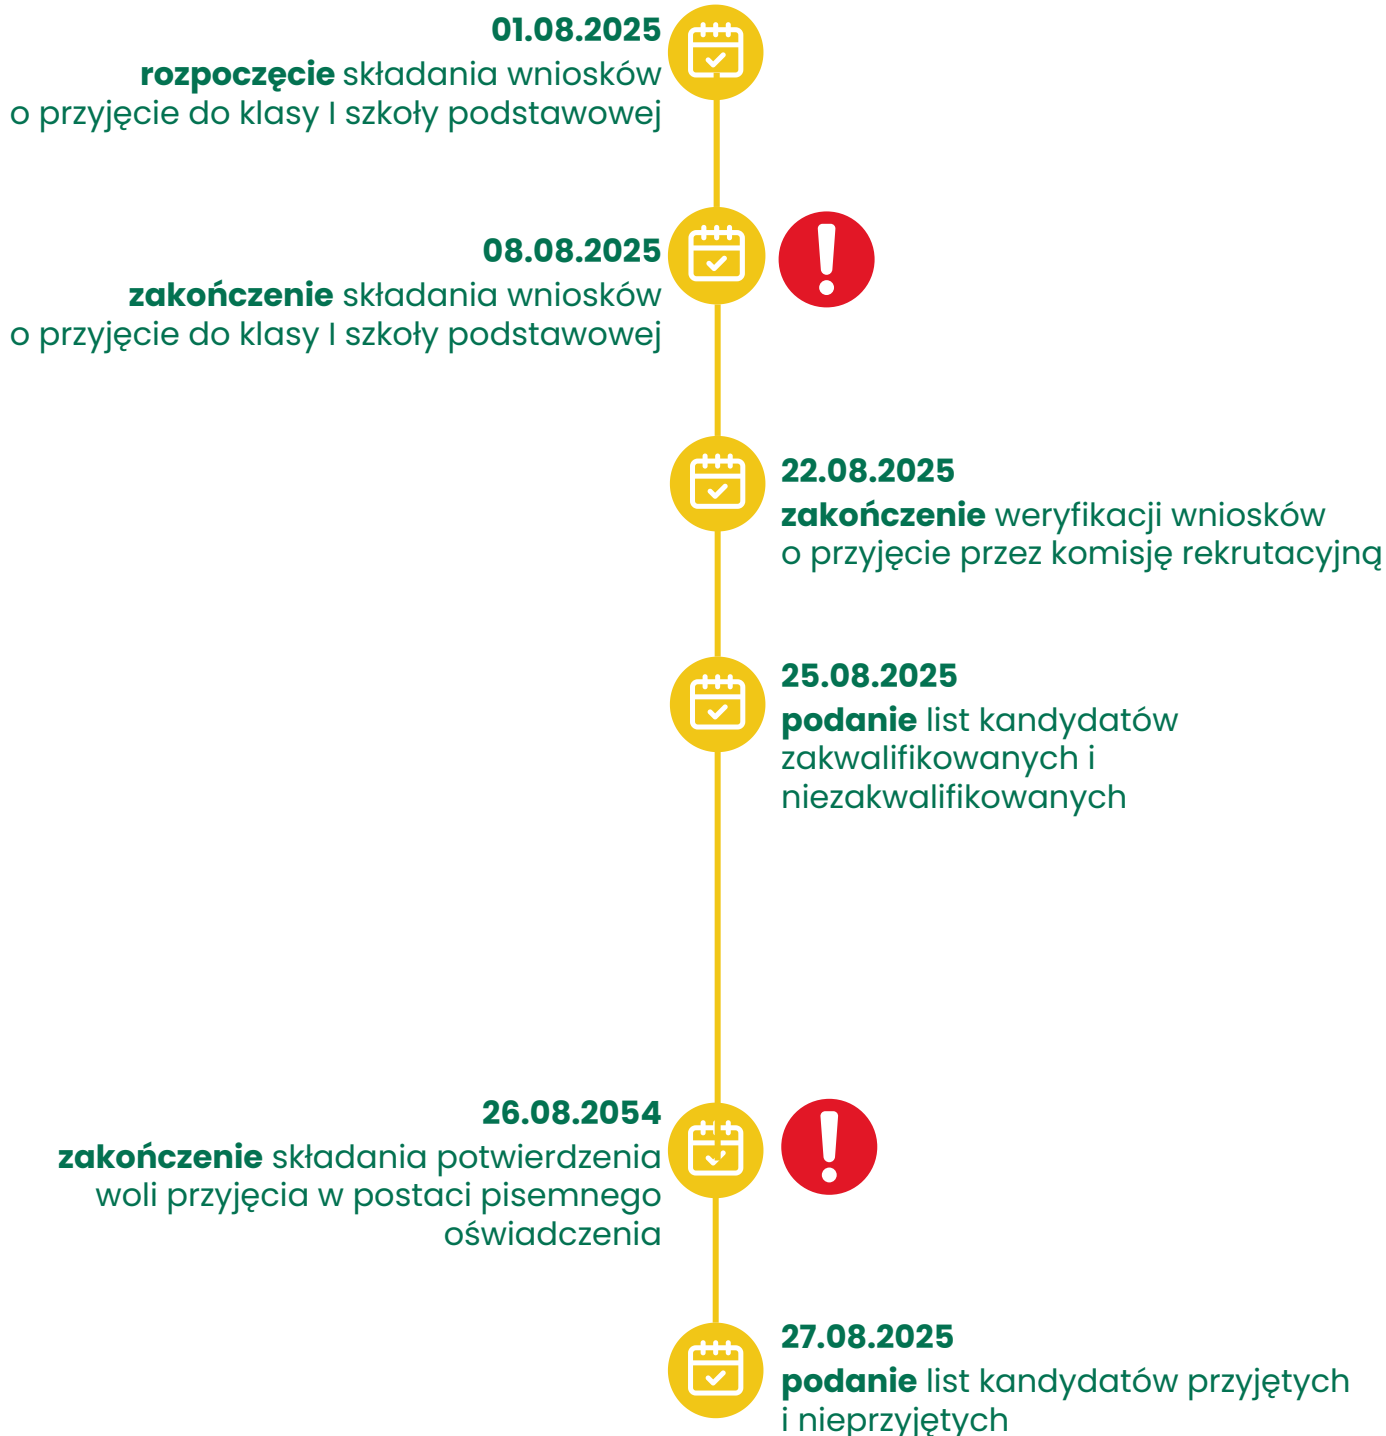 01.08.2025
rozpoczęcie składania wniosków
o przyjęcie do klasy I szkoły podstawowej
08.08.2025
zakończenie składania wniosków
o przyjęcie do klasy I szkoły podstawowej
22.08.2025
zakończenie weryfikacji wniosków
o przyjęcie przez komisję rekrutacyjną
25.08.2025
podanie list kandydatów
zakwalifikowanych i
niezakwalifikowanych
26.08.2054
zakończenie składania potwierdzenia
woli przyjęcia w postaci pisemnego
oświadczenia
27.08.2025
podanie list kandydatów przyjętych
i nieprzyjętych